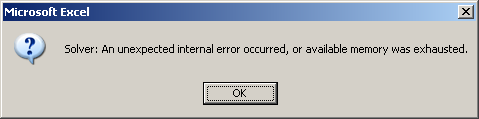 Microsoft Excel
Solver: An unexpected internal error occurred, or available memory was exhausted.
OK